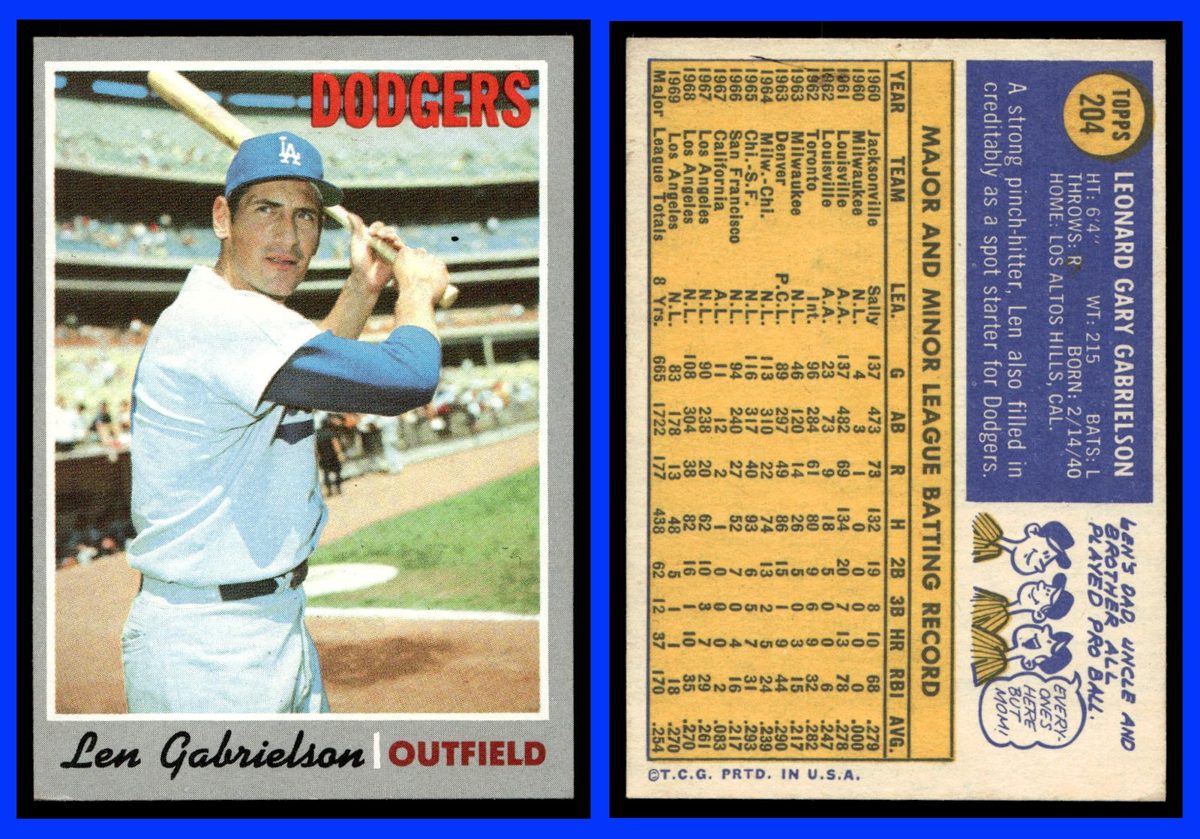 DODGERS
LA
Len Gabrielson | OUTFIELD
TOPPS
204
LEONARD GARY GABRIELSON
HT: 6'4" WT: 215 BATS: L
THROWS: R BORN: 2/14/40
HOME: LOS ALTOS HILLS, CAL.
A strong pinch-hitter, Len also filled in
creditably as a spot starter for Dodgers.
LEN'S DAD, UNCLE AND
BROTHER ALL
PLAYED PRO BALL.
EVERY-
ONE'S
HERE
BUT
MOM!
MAJOR AND MINOR LEAGUE BATTING RECORD
YEAR TEAM LEA. G AB R H 2B 3B HR RBI AVG.
1960 Jacksonville Sally 137 473 73 132 19 8 10 68 .279
1960 Milwaukee N.L. 4 3 1 0 0 0 0 0 .000
1961 Louisville A.A. 137 482 69 134 20 7 13 78
1962 Louisville A.A. 23 73 9 18 1 0 0 6 .247
1962 Toronto Int. 96 284 61 80 9 6 6 32 .282
1963 Milwaukee N.L. 46 120 14 26 5 0 3 15 .217
1963 Denver P.C.L. 89 297 49 86 15 1 9 44 .290
1964 Milw.-Chi. N.L. 113 310 22 74 13 2 5 24 .239
1965 Chi.-S.F. N.L. 116 317 40 93 6 5 4 31 .293
1966 San Francisco N.L. 94 240 27 52 7 0 4 16 .217
1967 California A.L. 11 12 2 1 0 0 0 2 .083
1967 Los Angeles N.L. 90 238 20 62 10 3 7 29 .261
1968 Los Angeles N.L. 108 304 38 82 16 1 10 35 .270
1969 Los Angeles N.L. 83 178 13 48 5 1 1 18 .270
Major League Totals 8 Yrs. 665 1722 177 438 62 12 37 170 .254
©T.C.G. PRTD. IN U.S.A.